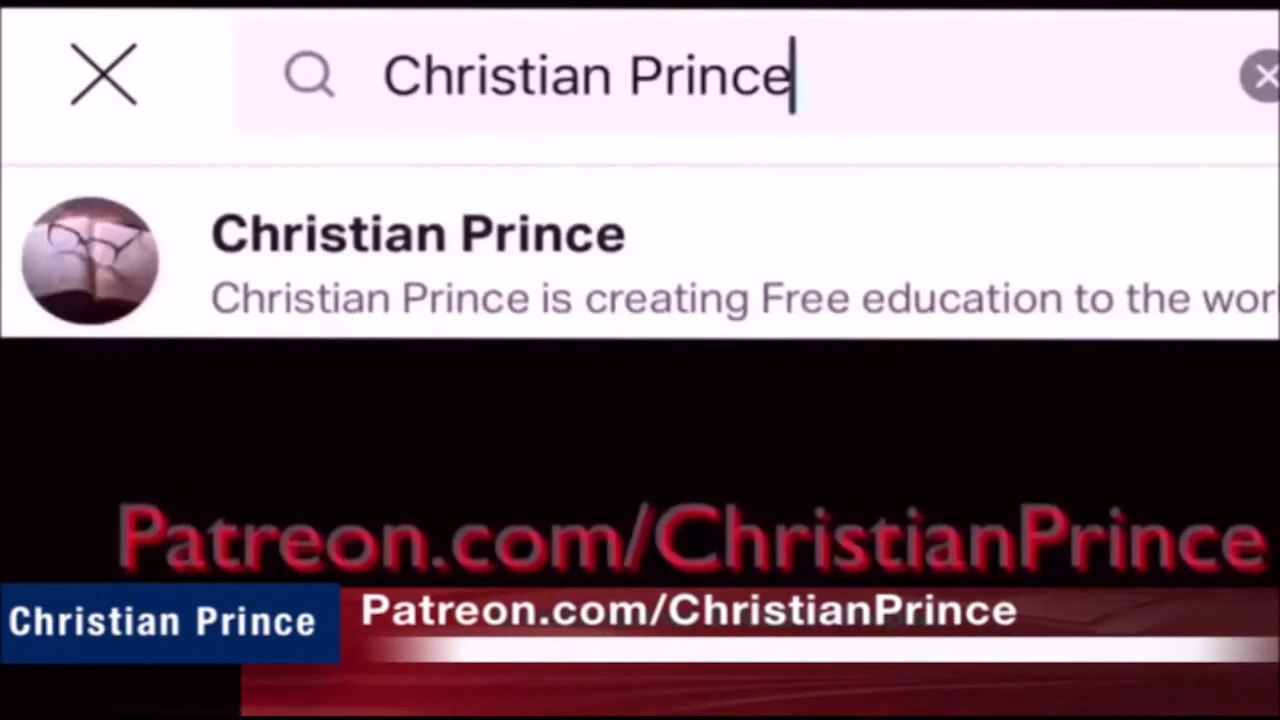 Christian Prince
Christian Prince
Christian Prince is creating Free education to the wor
Patreon.com/ChristianPrince
Christian Prince
Patreon.com/ChristianPrince